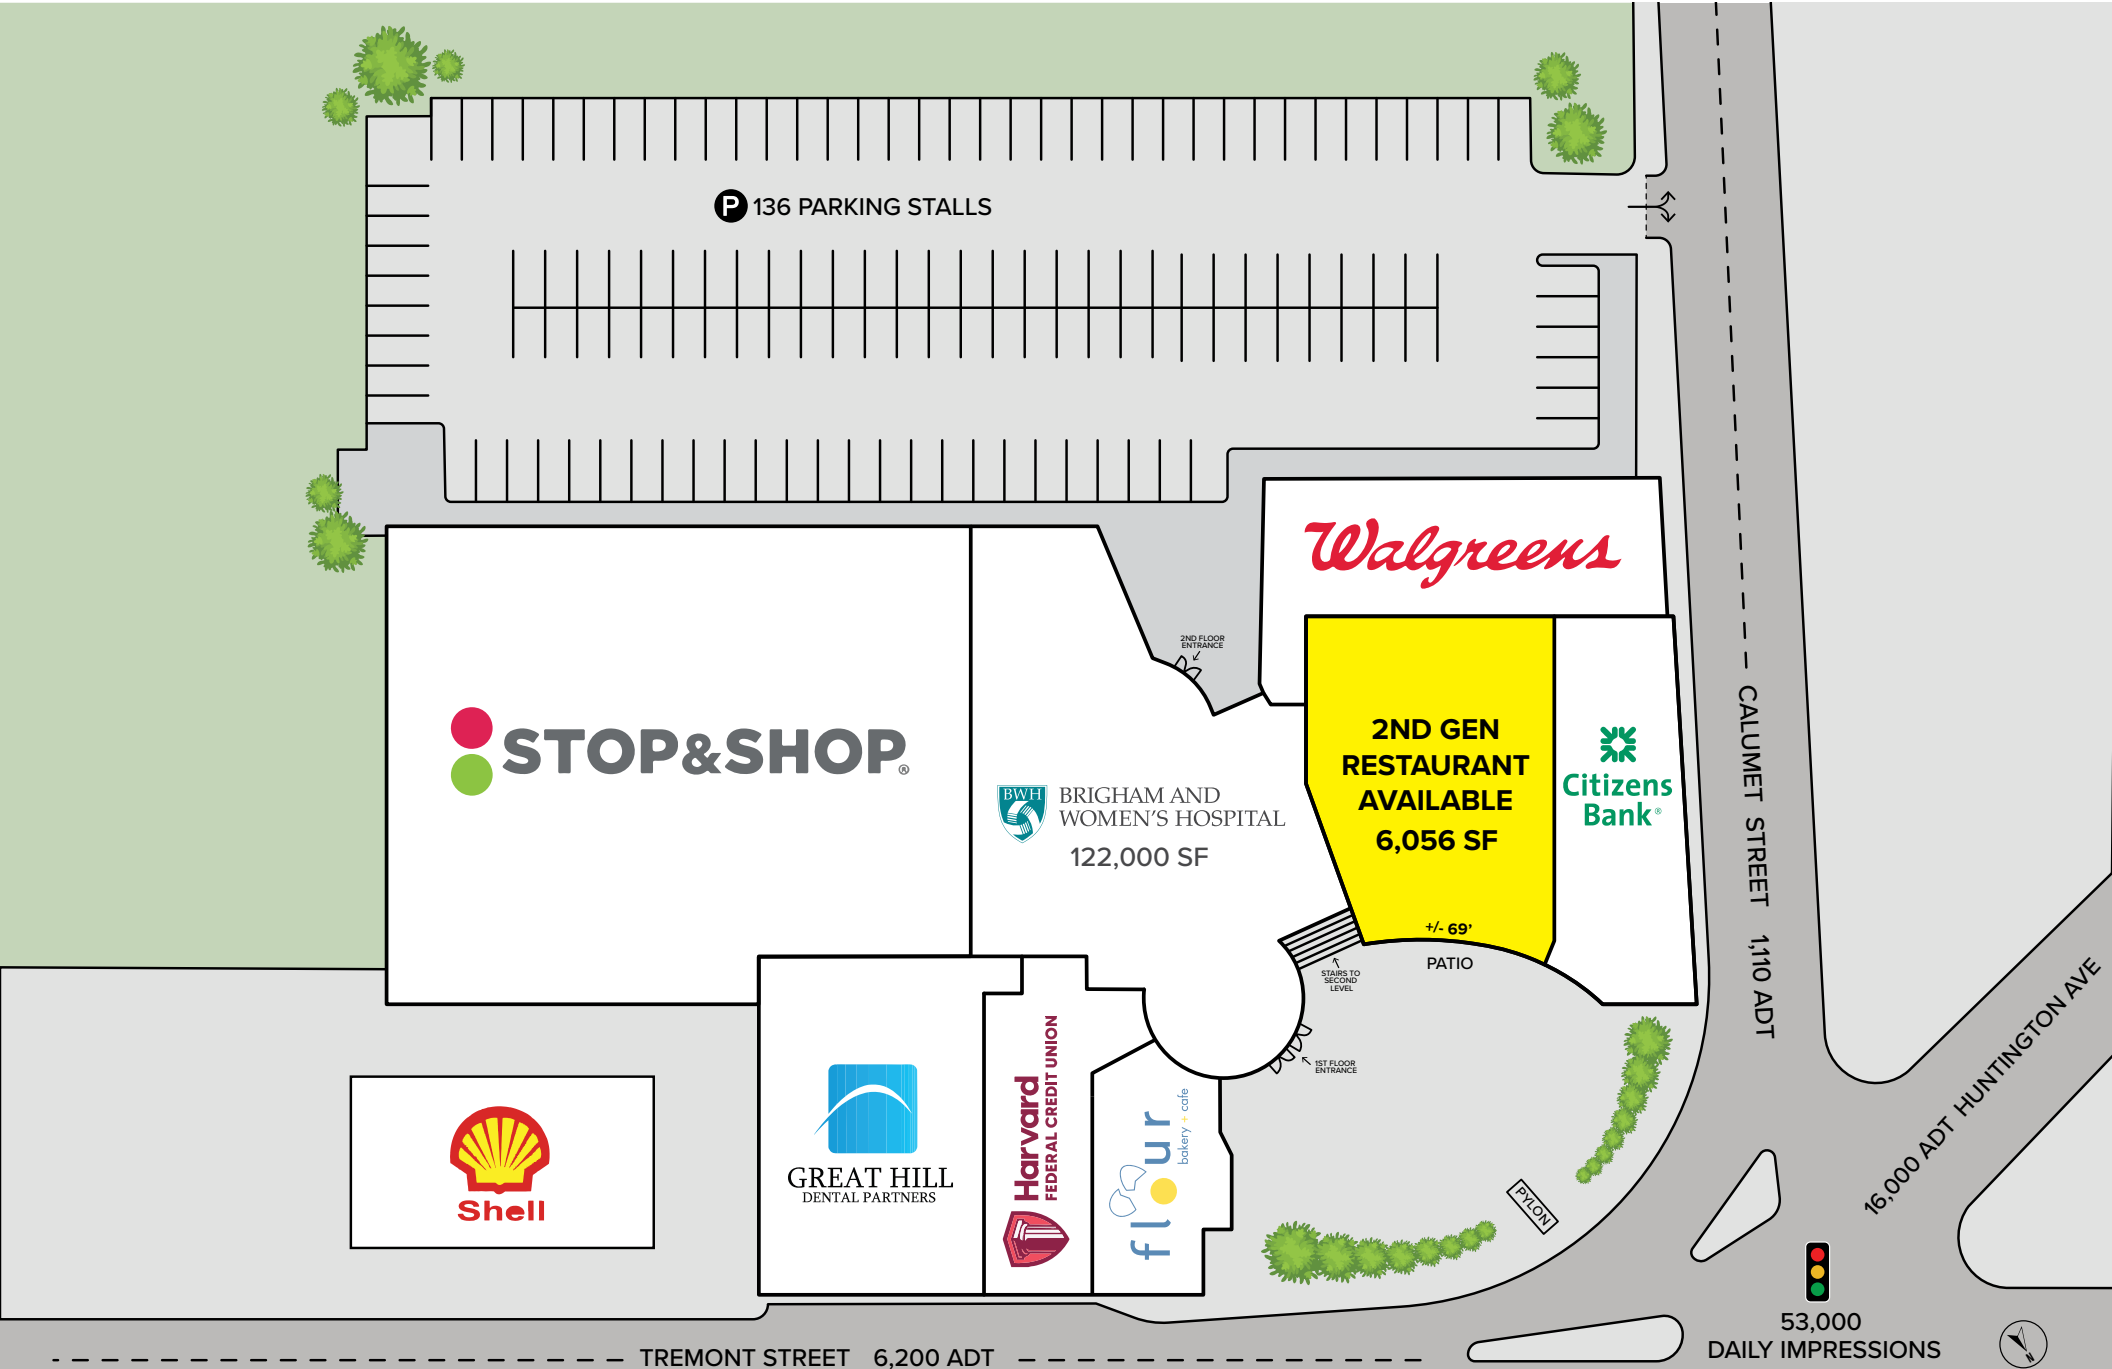 P 136 PARKING STALLS
Walgreens
2ND FLOOR
ENTRANCE
STOP&SHOP®
BWH
BRIGHAM AND
WOMEN'S HOSPITAL
122,000 SF
2ND GEN
RESTAURANT
AVAILABLE
6,056 SF
+/- 69'
PATIO
Citizens
Bank®
STAIRS TO
SECOND
LEVEL
1ST FLOOR
ENTRANCE
CALUMET STREET 1,110 ADT
16,000 ADT HUNTINGTON AVE
Shell
GREAT HILL
DENTAL PARTNERS
Harvard
FEDERAL CREDIT UNION
flour
bakery + cafe
PYLON
53,000
DAILY IMPRESSIONS
TREMONT STREET 6,200 ADT
N